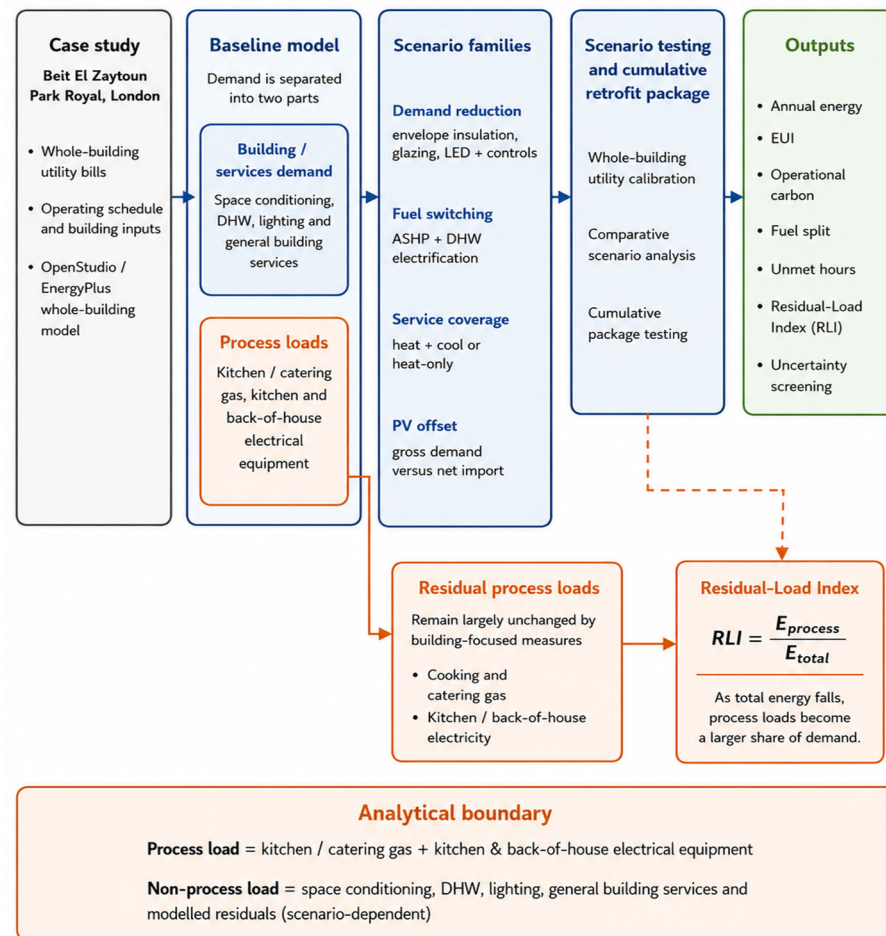 Case study
Beit El Zaytoun
Park Royal, London
• Whole-building
utility bills
• Operating schedule
and building inputs
• OpenStudio /
EnergyPlus
whole-building
model
Baseline model
Demand is separated
into two parts
Building /
services demand
Space conditioning,
DHW, lighting and
general building
services
Process loads
Kitchen / catering
gas, kitchen and
back-of-house
electrical
equipment
Scenario families
Demand reduction
envelope insulation,
glazing, LED + controls
Fuel switching
ASHP + DHW
electrification
Service coverage
heat + cool or
heat-only
PV offset
gross demand
versus net import
Scenario testing
and cumulative
retrofit package
Whole-building
utility calibration
Comparative
scenario analysis
Cumulative
package testing
Outputs
• Annual energy
• EUI
• Operational
carbon
• Fuel split
• Unmet hours
• Residual-Load
Index (RLI)
• Uncertainty
screening
Residual process loads
Remain largely unchanged by
building-focused measures
• Cooking and
catering gas
• Kitchen / back-of-house
electricity
Residual-Load Index
RLI = E_process / E_total
As total energy falls,
process loads become
a larger share of demand.
Analytical boundary
Process load = kitchen / catering gas + kitchen & back-of-house electrical equipment
Non-process load = space conditioning, DHW, lighting, general building services and
modelled residuals (scenario-dependent)